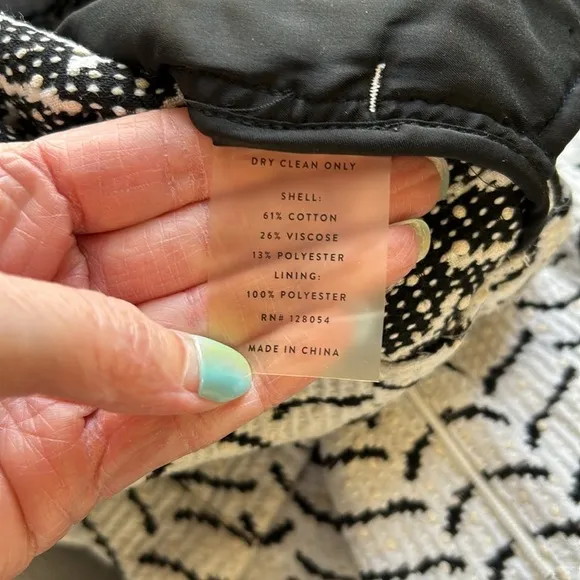 DRY CLEAN ONLY
SHELL:
61% COTTON
26% VISCOSE
13% POLYESTER
LINING:
100% POLYESTER
RN# 128054
MADE IN CHINA